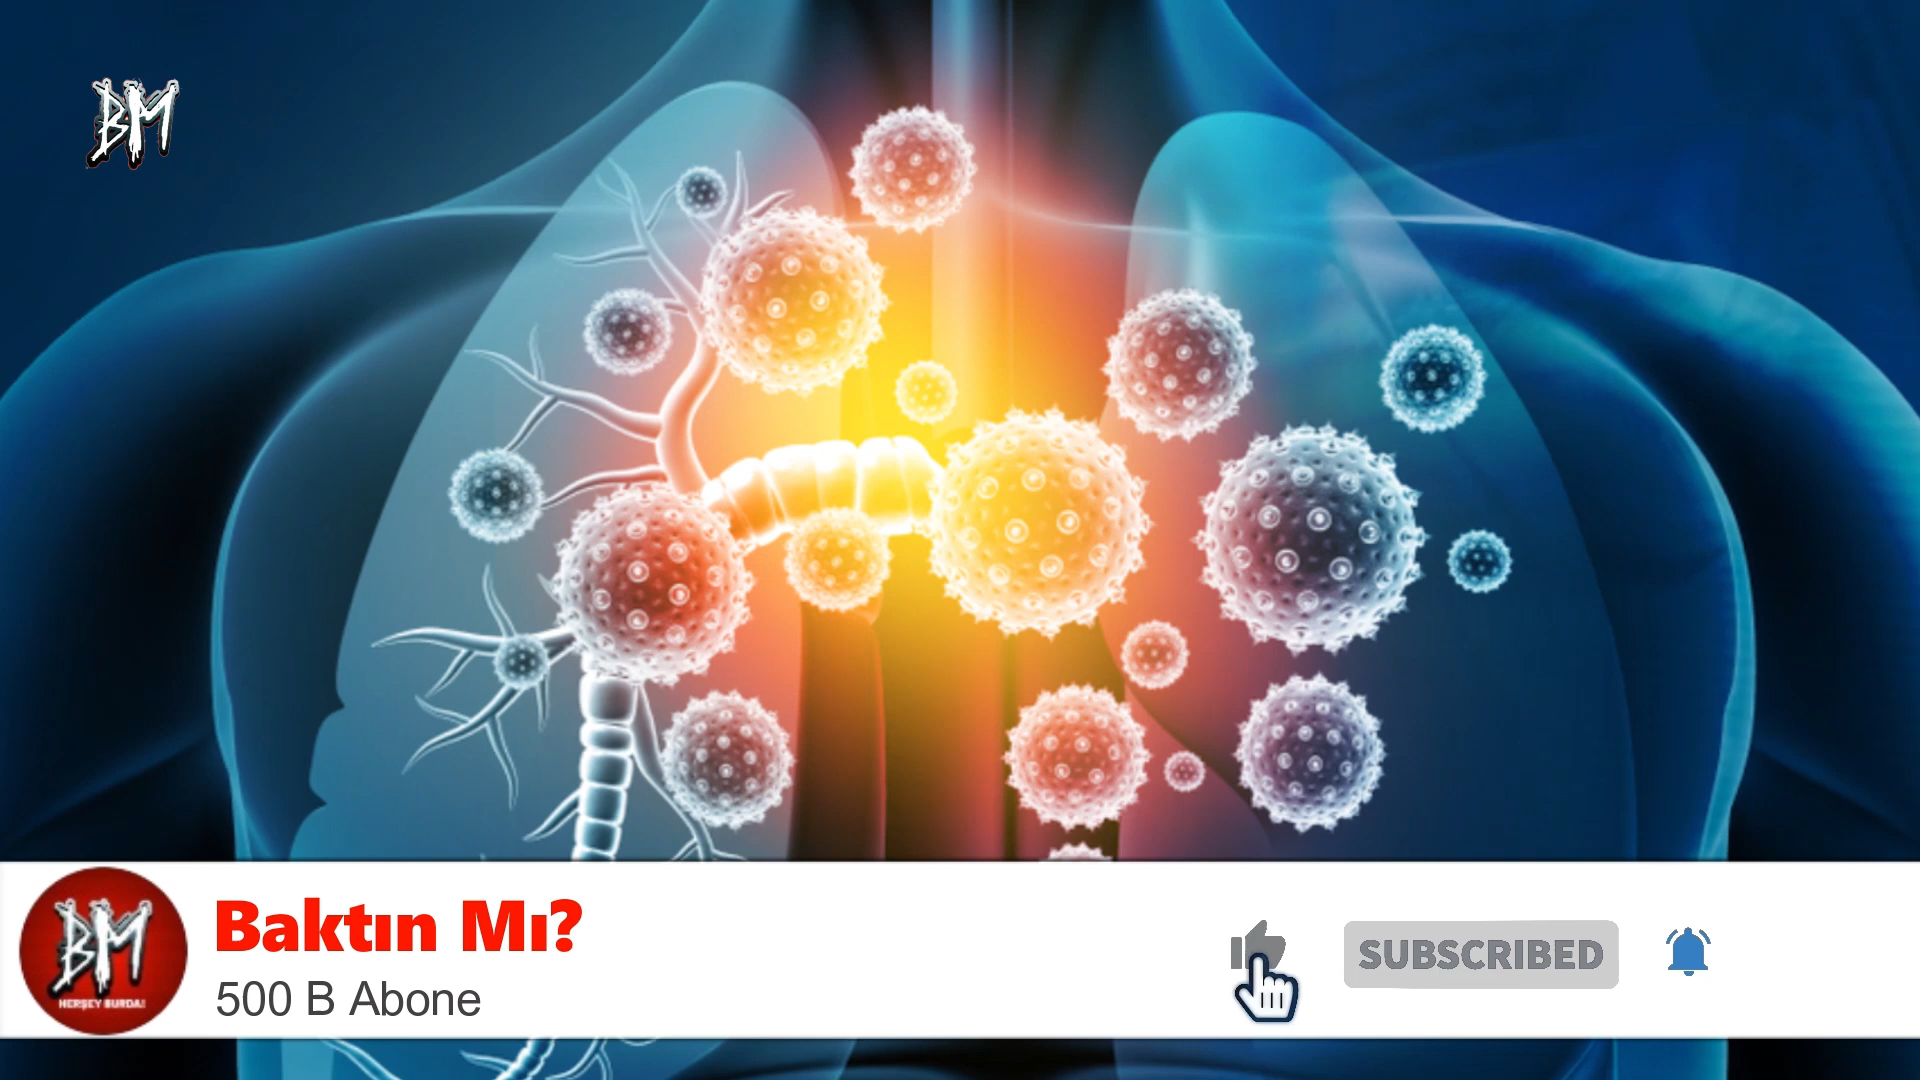 BM
Baktın Mı?
500 B Abone
BM
HERŞEY BURDA!
SUBSCRIBED